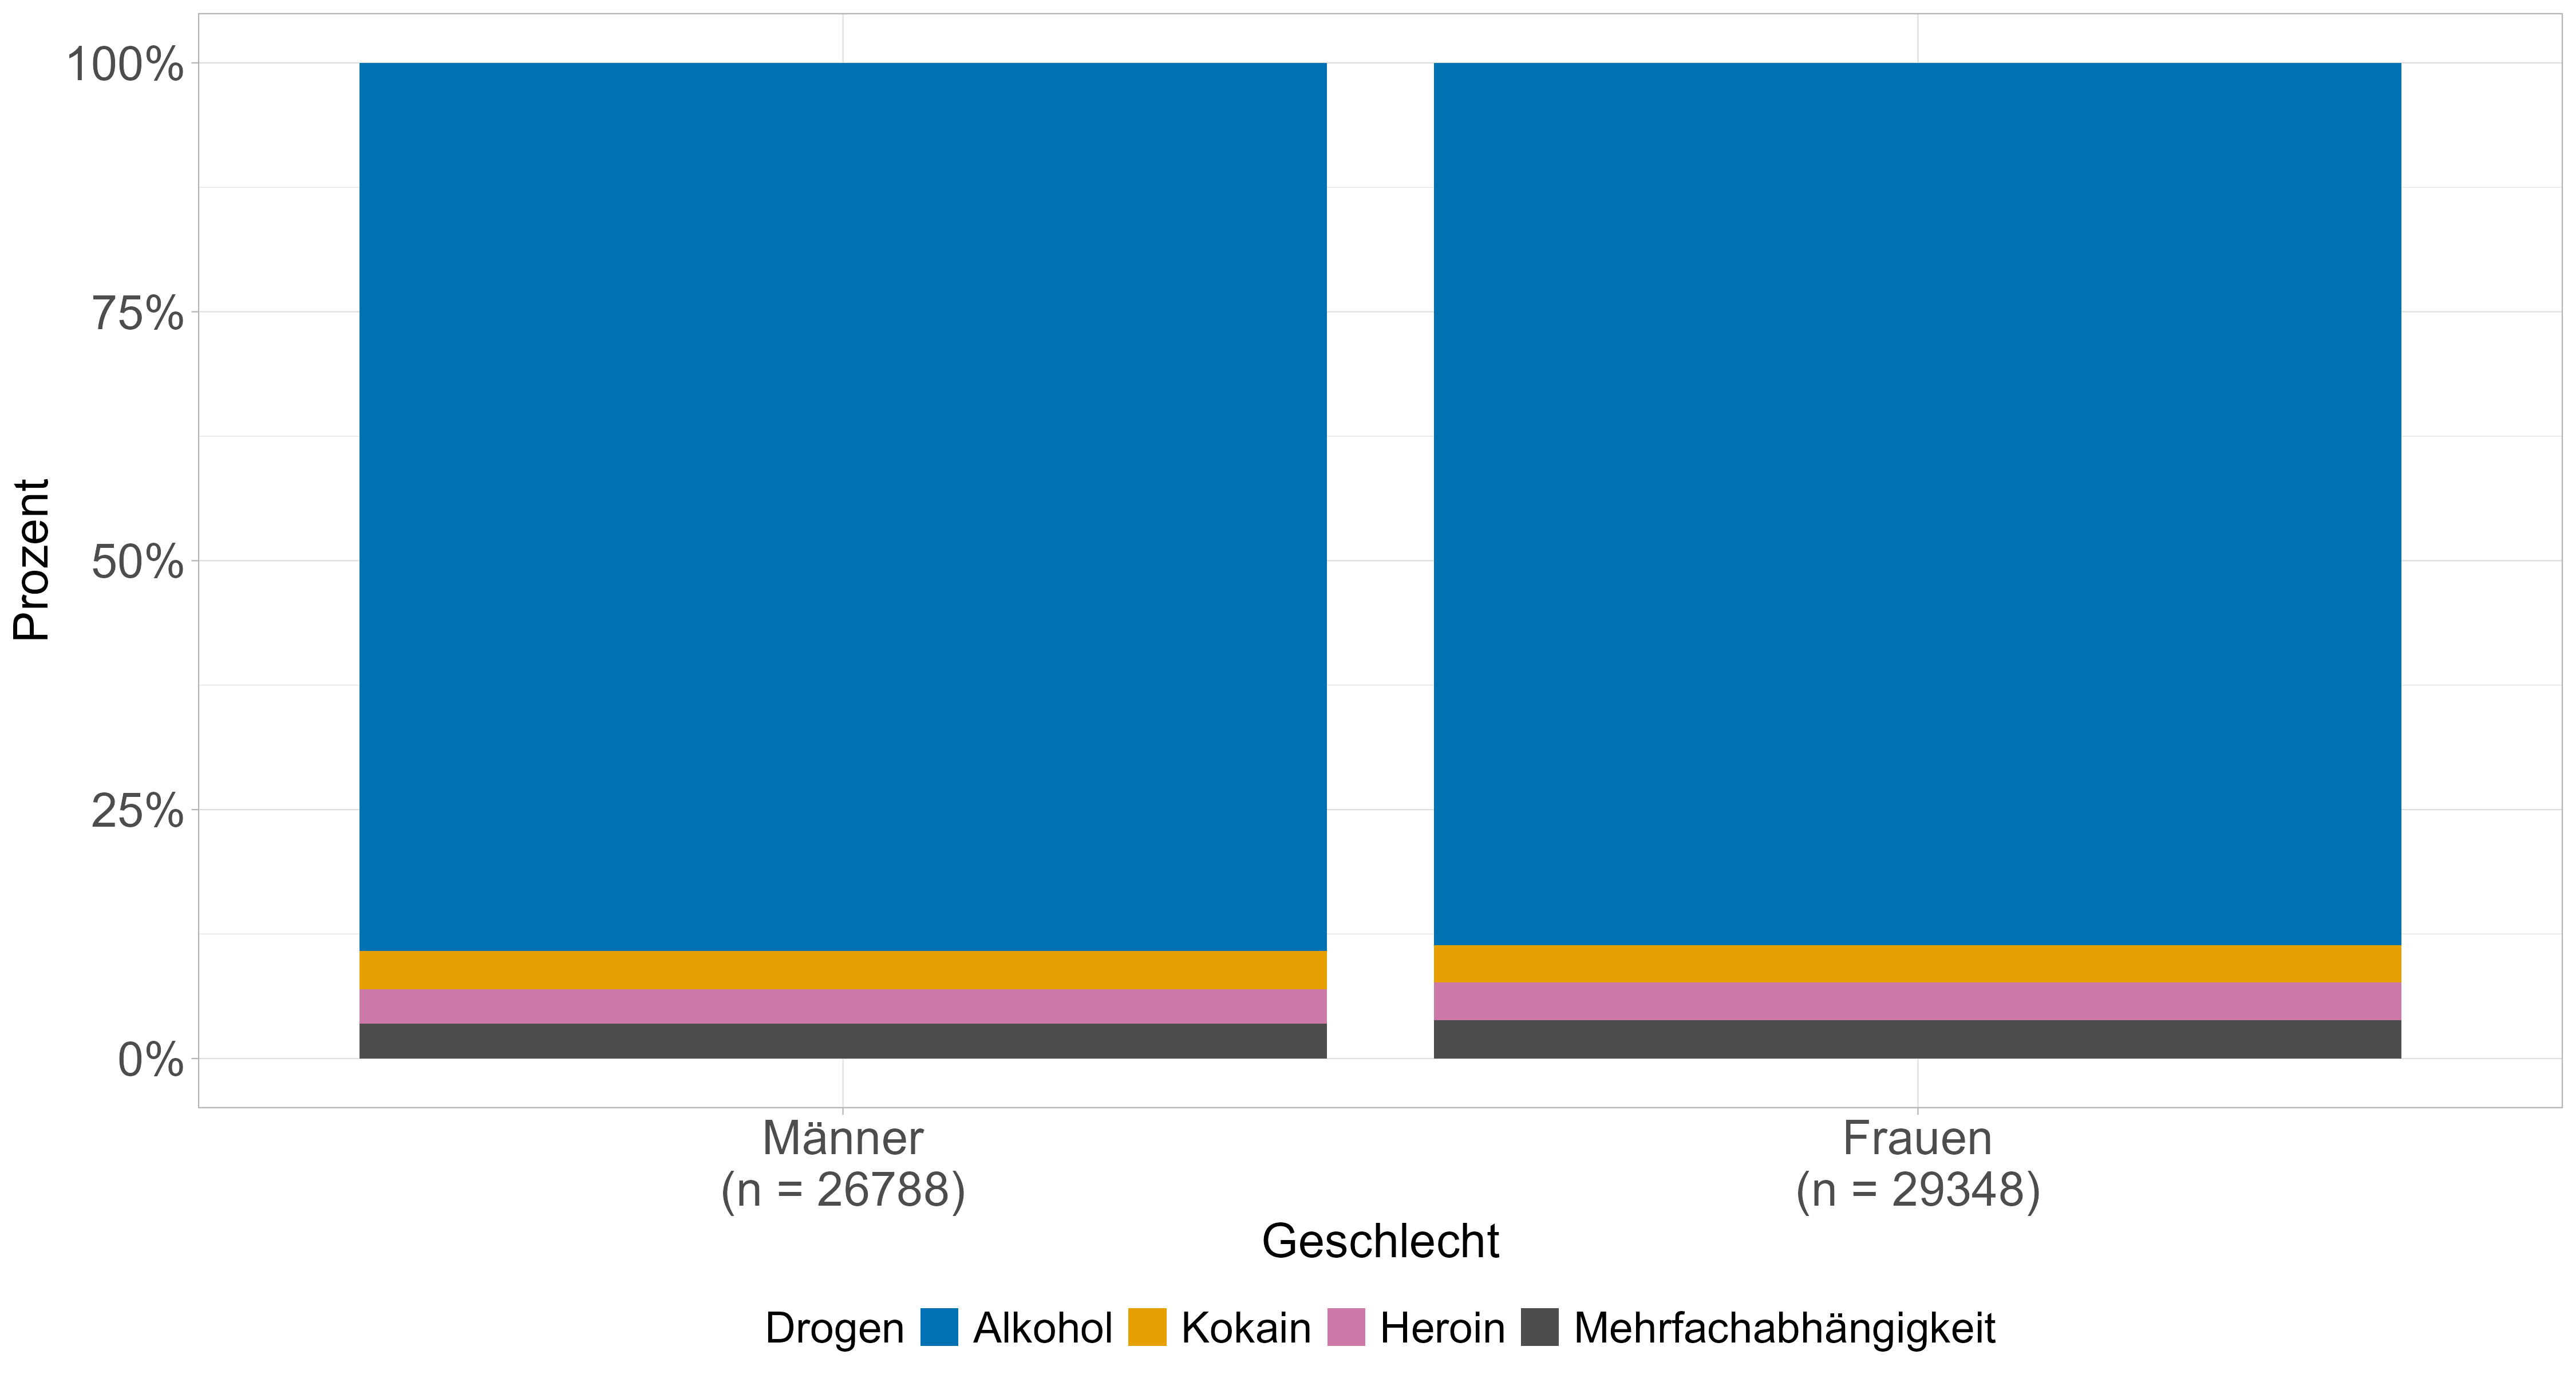 Prozent
100%
75%
50%
25%
0%
Männer
(n = 26788)
Frauen
(n = 29348)
Geschlecht
Drogen Alkohol Kokain Heroin Mehrfachabhängigkeit